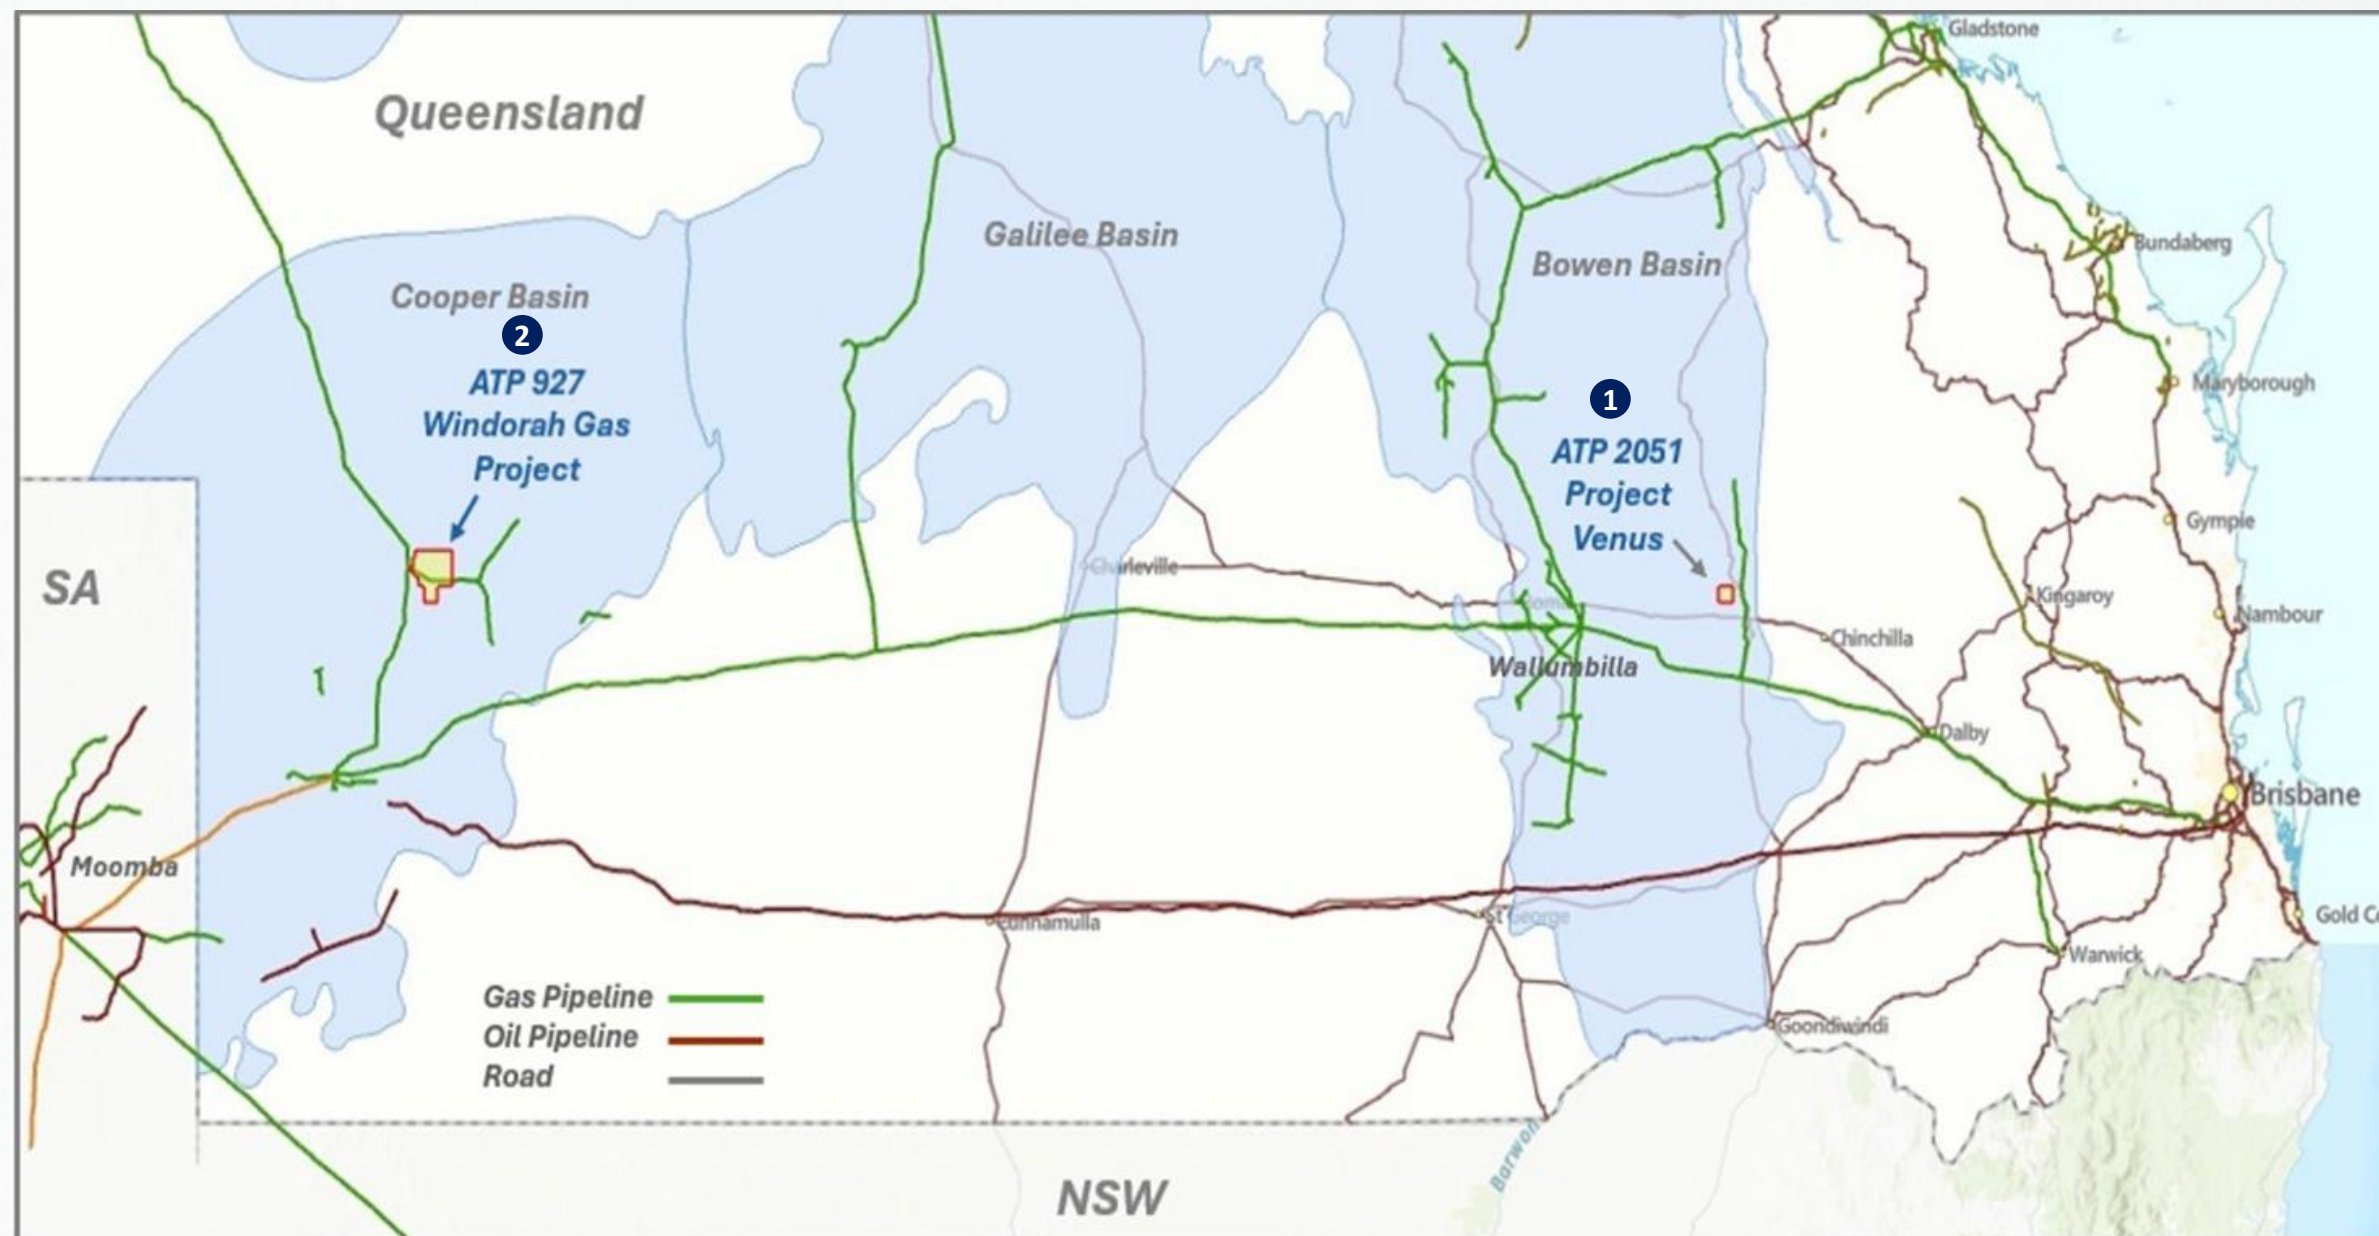 Gladstone
Queensland
Galilee Basin
Bundaberg
Bowen Basin
Cooper Basin
2
ATP 927
Windorah Gas
Project
Maryborough
1
ATP 2051
Project
Venus
Gympie
Charleville
SA
Kingaroy
Roma
Nambour
Chinchilla
Wallumbilla
Dalby
Brisbane
Moomba
Cunnamulla
St George
Gold Co
Warwick
Gas Pipeline
Oil Pipeline
Road
Goondiwindi
Barwon
NSW